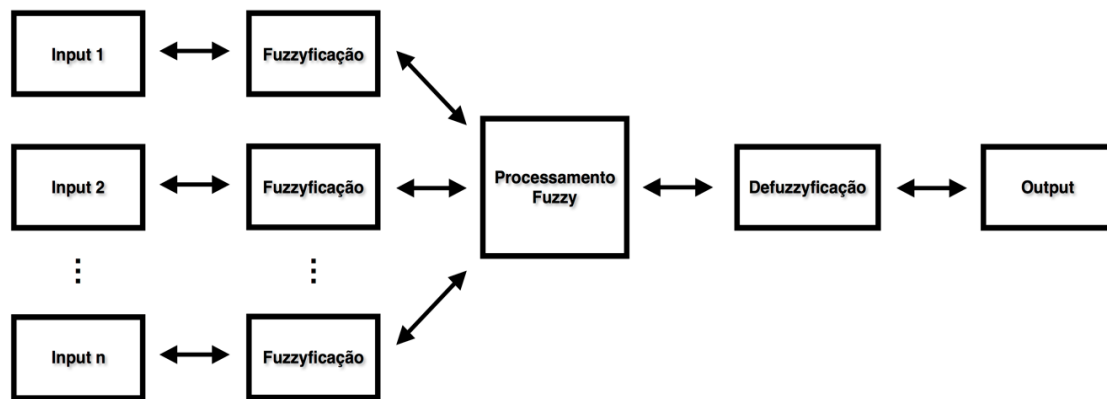 Input 1
Fuzzyficação
Input 2
Fuzzyficação
Processamento
Fuzzy
Defuzzyficação
Output
Input n
Fuzzyficação